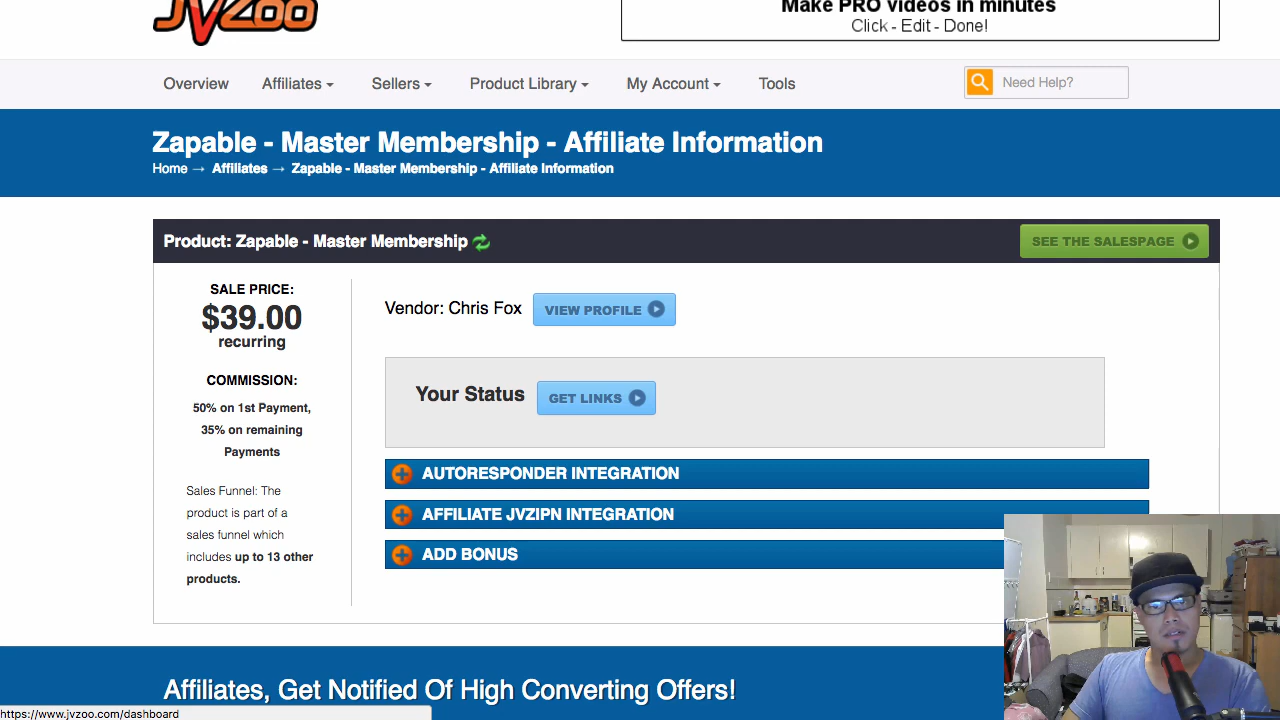 JVZoo
Make PRO videos in minutes
Click - Edit - Done!
Overview Affiliates Sellers Product Library My Account Tools Need Help?
Zapable - Master Membership - Affiliate Information
Home → Affiliates → Zapable - Master Membership - Affiliate Information
Product: Zapable - Master Membership
SEE THE SALESPAGE
SALE PRICE:
$39.00
recurring
COMMISSION:
50% on 1st Payment,
35% on remaining
Payments
Sales Funnel: The
product is part of a
sales funnel which
includes up to 13 other
products.
Vendor: Chris Fox VIEW PROFILE
Your Status GET LINKS
AUTORESPONDER INTEGRATION
AFFILIATE JVZIPN INTEGRATION
ADD BONUS
Affiliates, Get Notified Of High Converting Offers!
https://www.jvzoo.com/dashboard